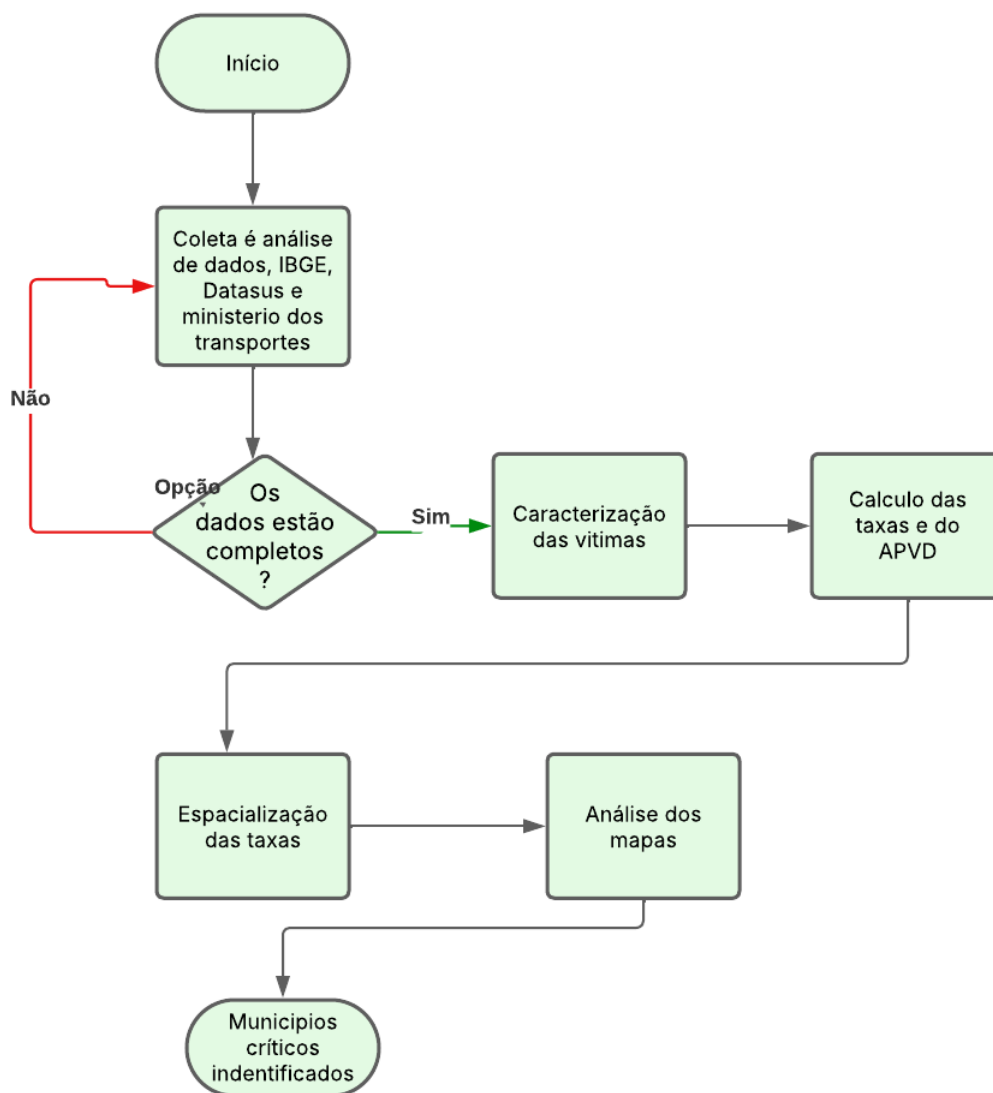 Início
Coleta é análise
de dados, IBGE,
Datasus e
ministerio dos
transportes
Não
Opção
Os
dados estão
completos
?
Sim
Caracterização
das vitimas
Calculo das
taxas e do
APVD
Espacialização
das taxas
Análise dos
mapas
Municipios
críticos
indentificados